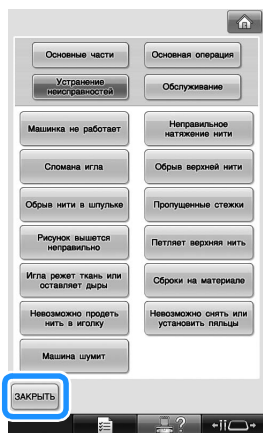 Основные части
Основная операция
Устранение
неисправностей
Обслуживание
Машинка не работает
Неправильное
натяжение нити
Сломана игла
Обрыв верхней нити
Обрыв нити в шпульке
Пропущенные стежки
Рисунок вышется
неправильно
Петляет верхняя нить
Игла режет ткань или
оставляет дыры
Сброки на материале
Невозможно продеть
нить в иголку
Невозможно снять или
установить пяльцы
Машина шумит
ЗАКРЫТЬ
?